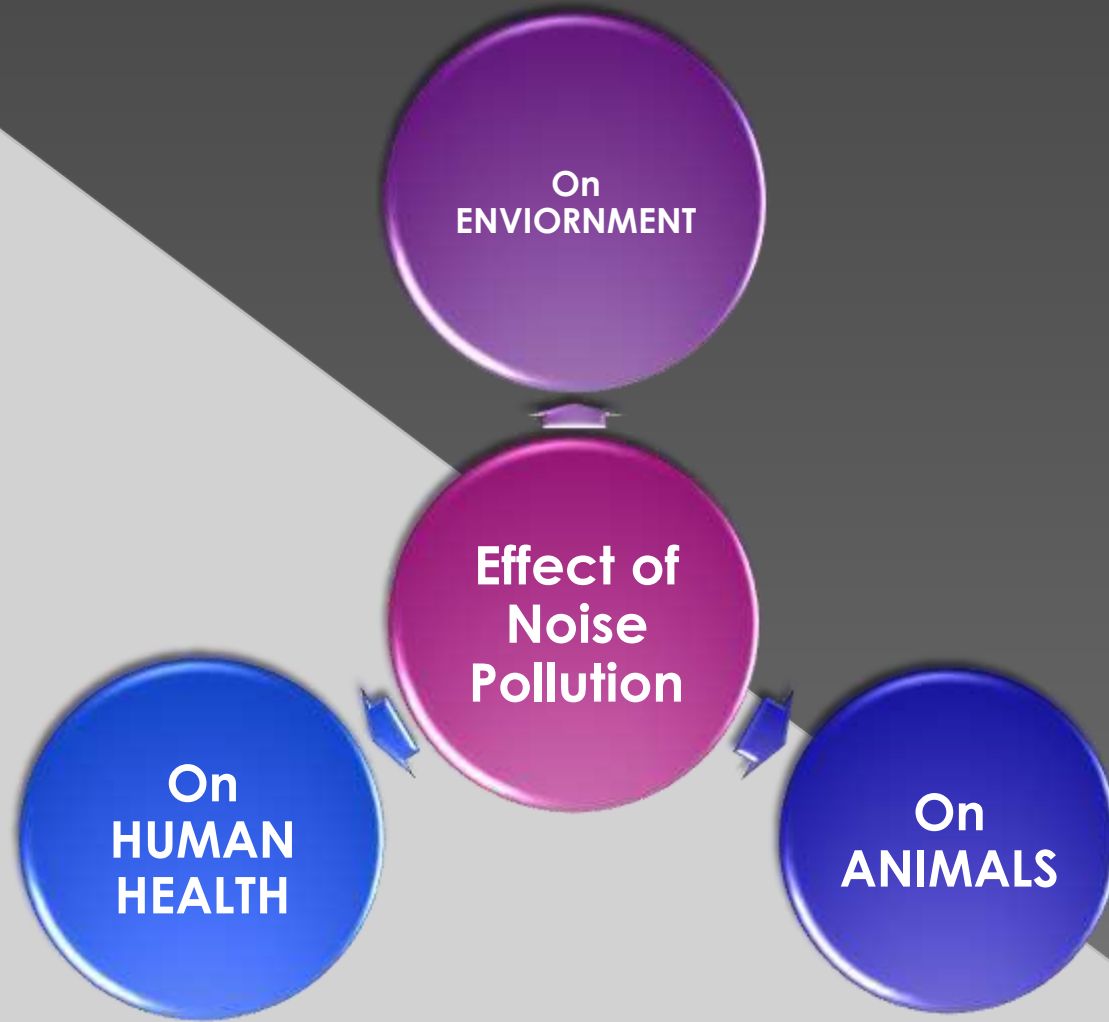 On
ENVIORNMENT
Effect of
Noise
Pollution
On
HUMAN
HEALTH
On
ANIMALS